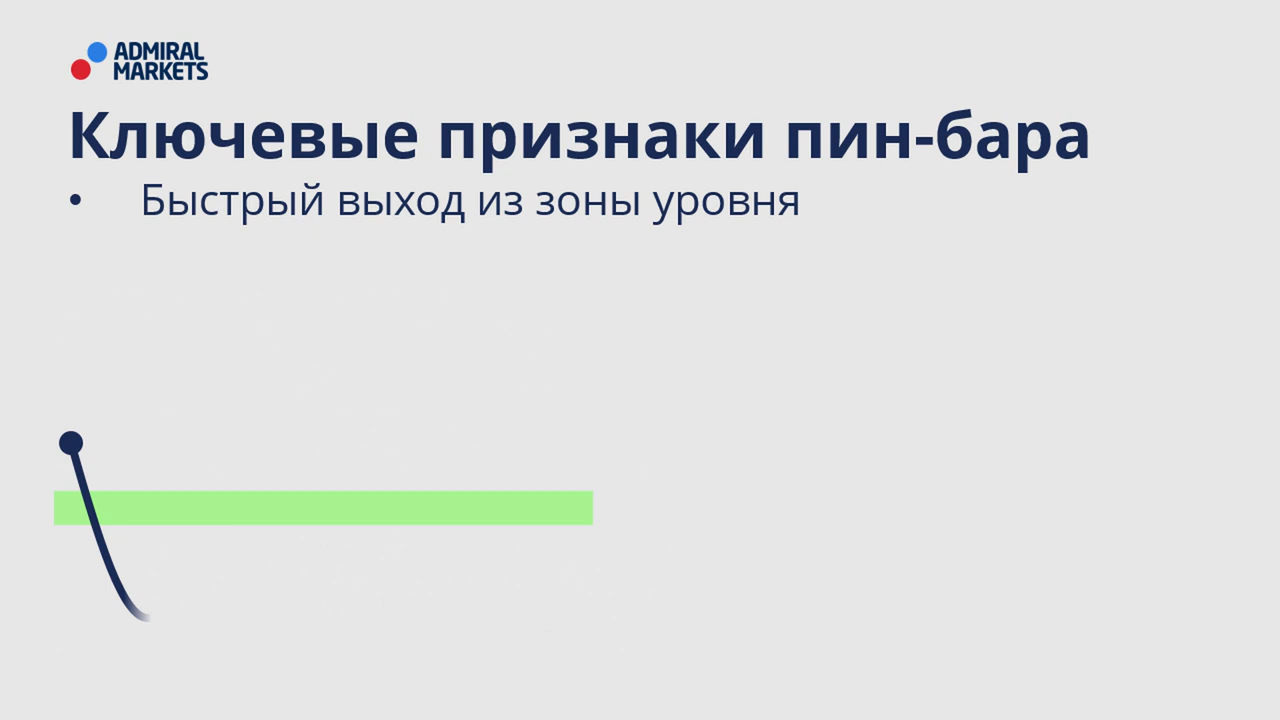 ADMIRAL
MARKETS
Ключевые признаки пин-бара
• Быстрый выход из зоны уровня